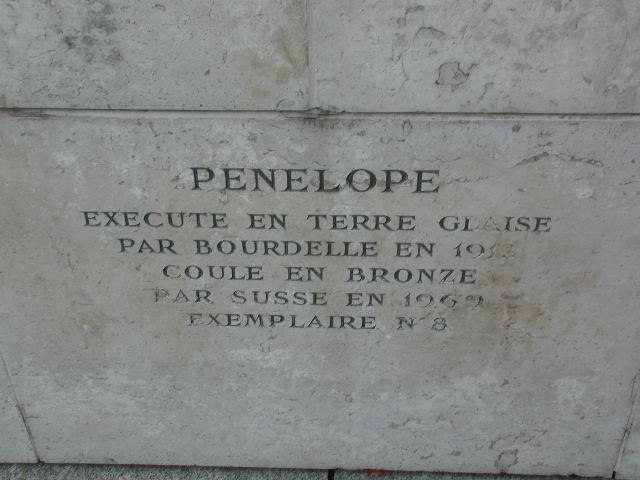 PENELOPE
EXECUTE EN TERRE GLAISE
PAR BOURDELLE EN
COULE EN BRONZE
PAR SUSSE EN 1969
EXEMPLAIRE N 8